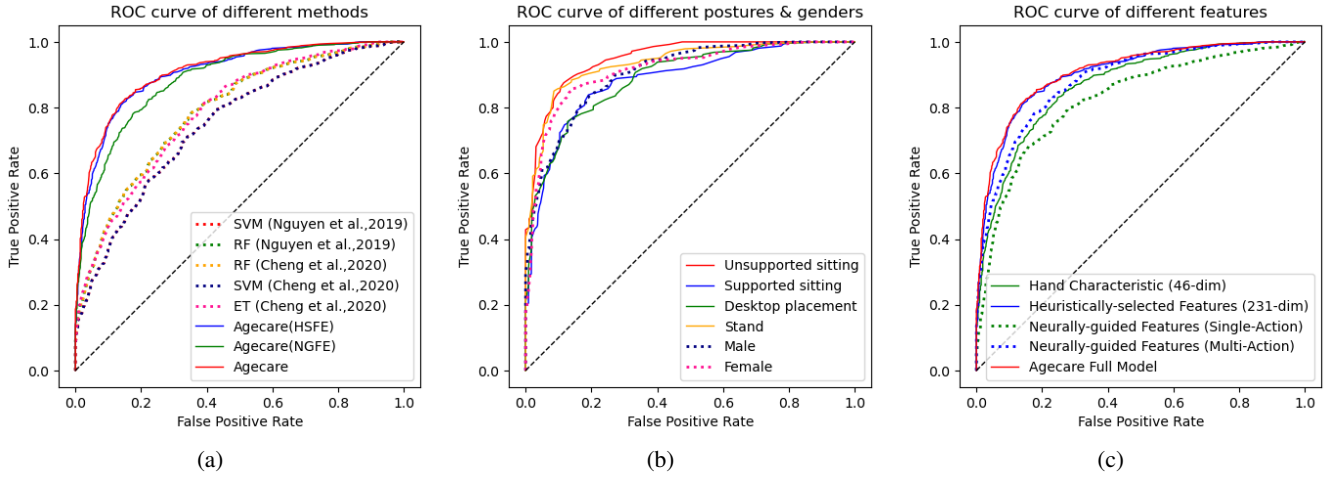 ROC curve of different methods
1.0
0.8
0.6
0.4
0.2
0.0
True Positive Rate
SVM (Nguyen et al.,2019)
RF (Nguyen et al.,2019)
RF (Cheng et al.,2020)
SVM (Cheng et al.,2020)
ET (Cheng et al.,2020)
Agecare(HSFE)
Agecare(NGFE)
Agecare
0.0 0.2 0.4 0.6 0.8 1.0
False Positive Rate
(a)
ROC curve of different postures & genders
1.0
0.8
0.6
0.4
0.2
0.0
True Positive Rate
Unsupported sitting
Supported sitting
Desktop placement
Stand
Male
Female
0.0 0.2 0.4 0.6 0.8 1.0
False Positive Rate
(b)
ROC curve of different features
1.0
0.8
0.6
0.4
0.2
0.0
True Positive Rate
Hand Characteristic (46-dim)
Heuristically-selected Features (231-dim)
Neurally-guided Features (Single-Action)
Neurally-guided Features (Multi-Action)
Agecare Full Model
0.0 0.2 0.4 0.6 0.8 1.0
False Positive Rate
(c)